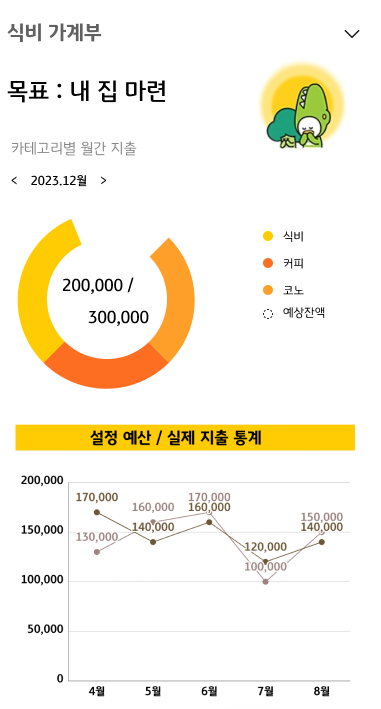 식비 가계부
목표 : 내 집 마련
카테고리별 월간 지출
< 2023.12월 >
200,000 /
300,000
식비
커피
코노
예상잔액
설정 예산 / 실제 지출 통계
200,000
150,000
100,000
50,000
0
170,000
130,000
160,000
140,000
170,000
160,000
120,000
100,000
150,000
140,000
4월 5월 6월 7월 8월